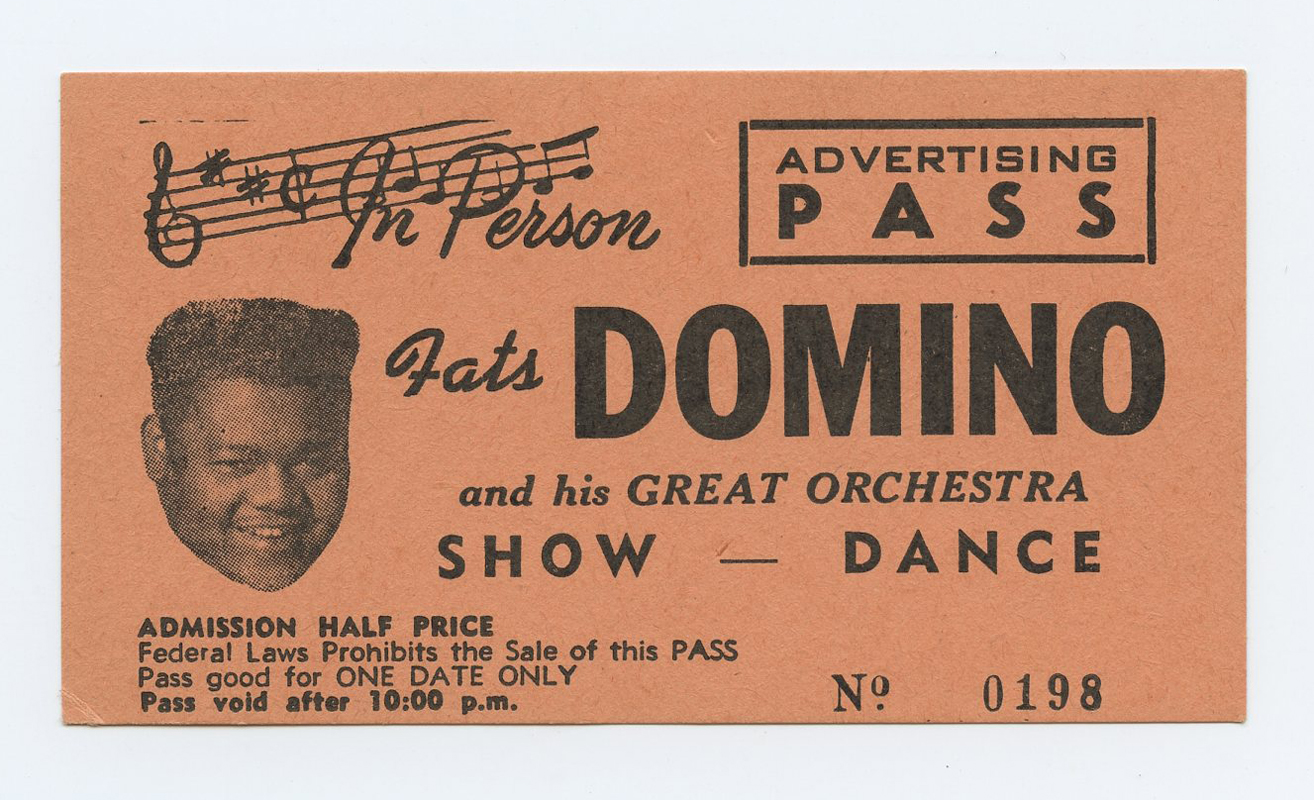 In Person
ADVERTISING
PASS
Fats DOMINO
and his GREAT ORCHESTRA
SHOW — DANCE
ADMISSION HALF PRICE
Federal Laws Prohibits the Sale of this PASS
Pass good for ONE DATE ONLY
Pass void after 10:00 p.m.
Nº 0198